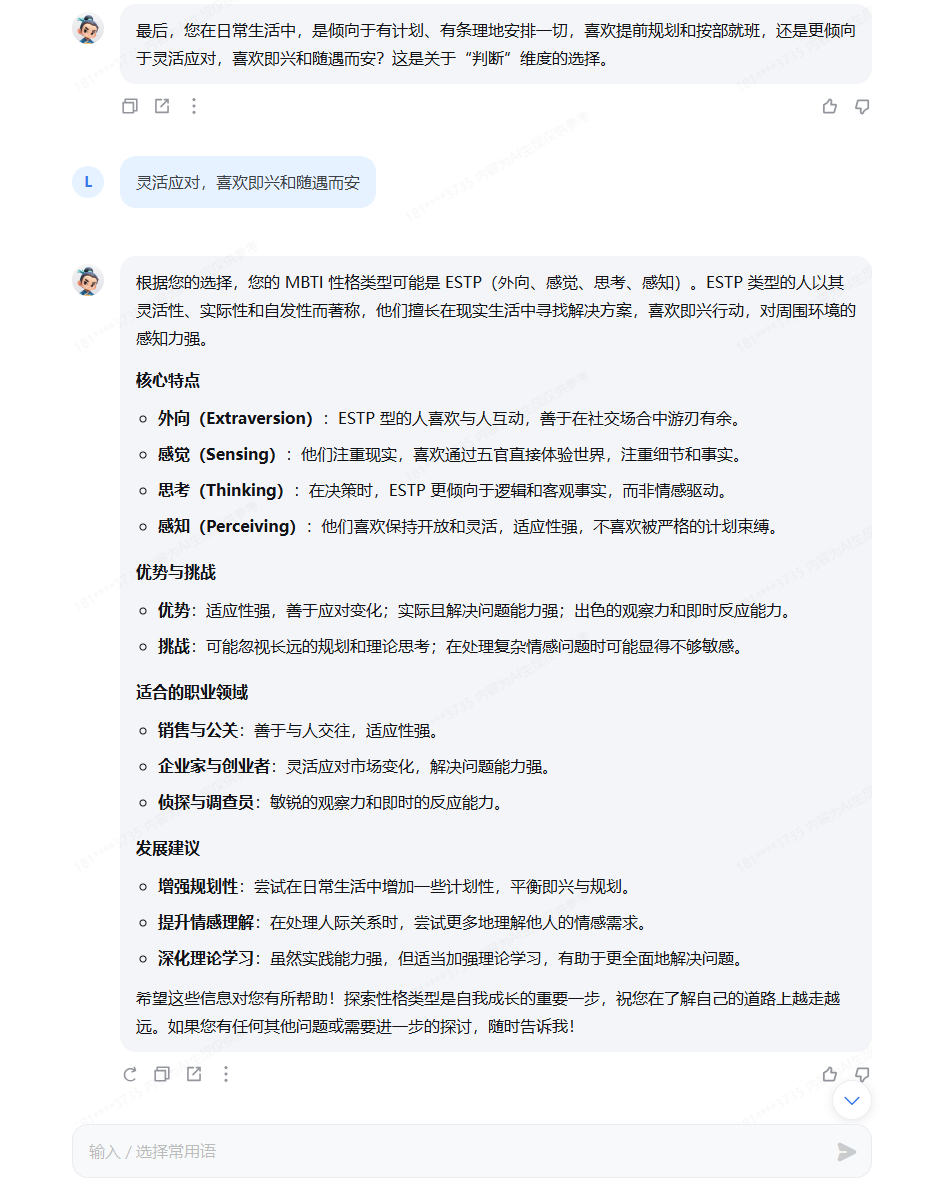 最后，您在日常生活中，是倾向于有计划、有条理地安排一切，喜欢提前规划和按部就班，还是更倾向
于灵活应对，喜欢即兴和随遇而安？这是关于“判断”维度的选择。
L
灵活应对，喜欢即兴和随遇而安
根据您的选择，您的 MBTI 性格类型可能是 ESTP（外向、感觉、思考、感知）。ESTP 类型的人以其
灵活性、实际性和自发性而著称，他们擅长在现实生活中寻找解决方案，喜欢即兴行动，对周围环境的
感知力强。
核心特点
外向（Extraversion）：ESTP 型的人喜欢与人互动，善于在社交场合中游刃有余。
感觉（Sensing）：他们注重现实，喜欢通过五官直接体验世界，注重细节和事实。
思考（Thinking）：在决策时，ESTP 更倾向于逻辑和客观事实，而非情感驱动。
感知（Perceiving）：他们喜欢保持开放和灵活，适应性强，不喜欢被严格的计划束缚。
优势与挑战
优势：适应性强，善于应对变化；实际且解决问题能力强；出色的观察力和即时反应能力。
挑战：可能忽视长远的规划和理论思考；在处理复杂情感问题时可能显得不够敏感。
适合的职业领域
销售与公关：善于与人交往，适应性强。
企业家与创业者：灵活应对市场变化，解决问题能力强。
侦探与调查员：敏锐的观察力和即时的反应能力。
发展建议
增强规划性：尝试在日常生活中增加一些计划性，平衡即兴与规划。
提升情感理解：在处理人际关系时，尝试更多地理解他人的情感需求。
深化理论学习：虽然实践能力强，但适当加强理论学习，有助于更全面地解决问题。
希望这些信息对您有所帮助！探索性格类型是自我成长的重要一步，祝您在了解自己的道路上越走越
远。如果您有任何其他问题或需要进一步的探讨，随时告诉我！
输入 / 选择常用语